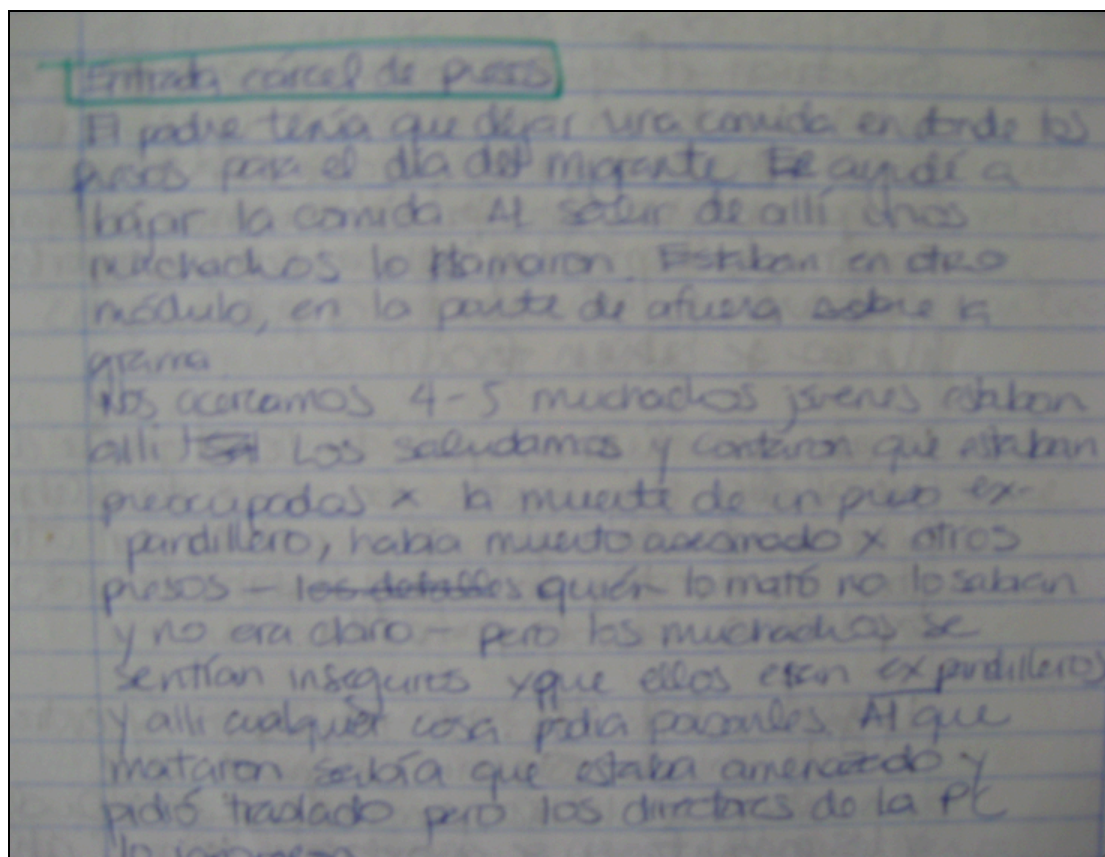 Entrada cárcel de presos
El padre tenía que dejar una comida en donde los
presos para el día del migrante. Le ayudé a
bajar la comida. Al salir de allí unos
muchachos lo llamaron. Estaban en otro
módulo, en la parte de afuera sobre la
grama.
Nos acercamos 4-5 muchachos jóvenes estaban
allí. Los saludamos y contaron que estaban
preocupados x la muerte de un preso ex-
pandillero, había muerto asesinado x otros
presos – los detalles quién lo mató no lo sabían
y no era claro – pero los muchachos se
sentían inseguros xque ellos eran ex pandilleros
y allí cualquier cosa podía pasarles. Al que
mataron sabía que estaba amenazado y
pidió traslado pero los directores de la PC
lo